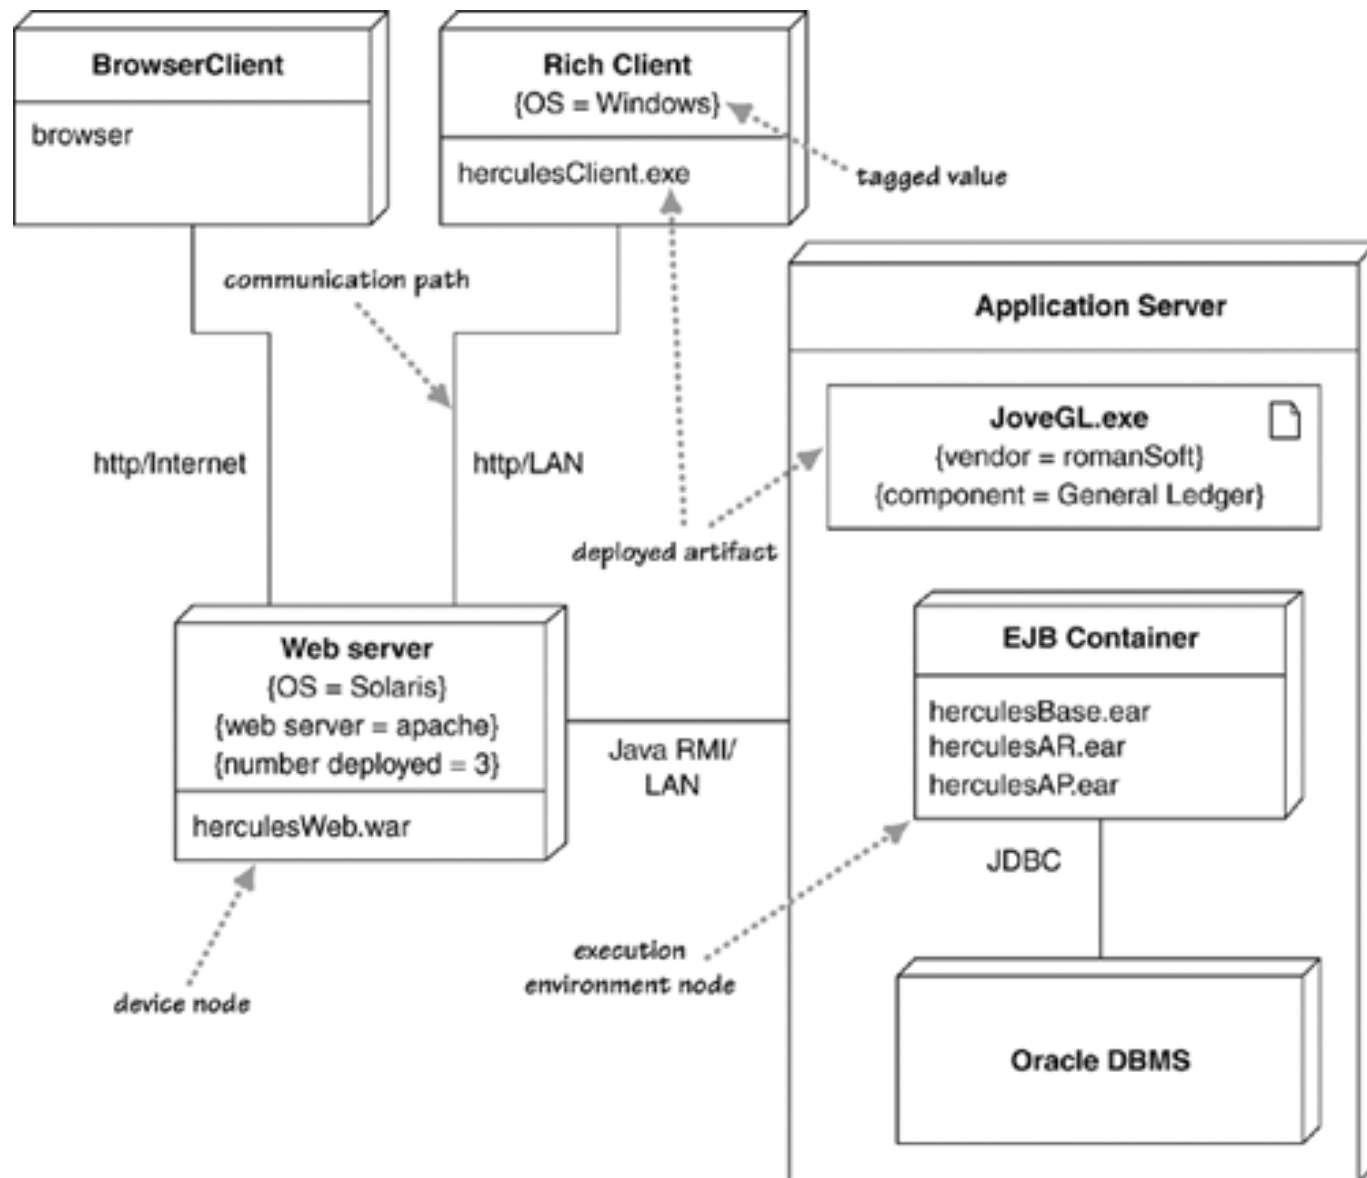 BrowserClient
browser
Rich Client
{OS = Windows}
herculesClient.exe
tagged value
communication path
http/Internet
http/LAN
deployed artifact
Application Server
JoveGL.exe
{vendor = romanSoft}
{component = General Ledger}
Web server
{OS = Solaris}
{web server = apache}
{number deployed = 3}
herculesWeb.war
Java RMI/
LAN
EJB Container
herculesBase.ear
herculesAR.ear
herculesAP.ear
JDBC
execution
environment node
device node
Oracle DBMS